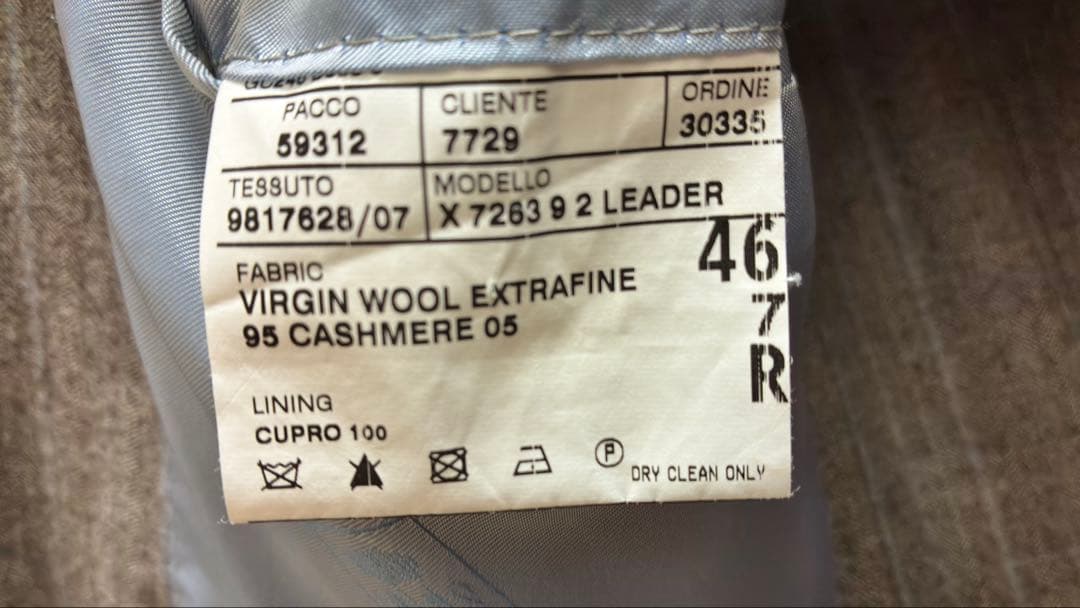 PACCO
59312
CLIENTE
7729
ORDINE
30335
TESSUTO
9817628/07
MODELLO
X 7263 9 2 LEADER
46
7
R
FABRIC
VIRGIN WOOL EXTRAFINE
95 CASHMERE 05
LINING
CUPRO 100
P
DRY CLEAN ONLY